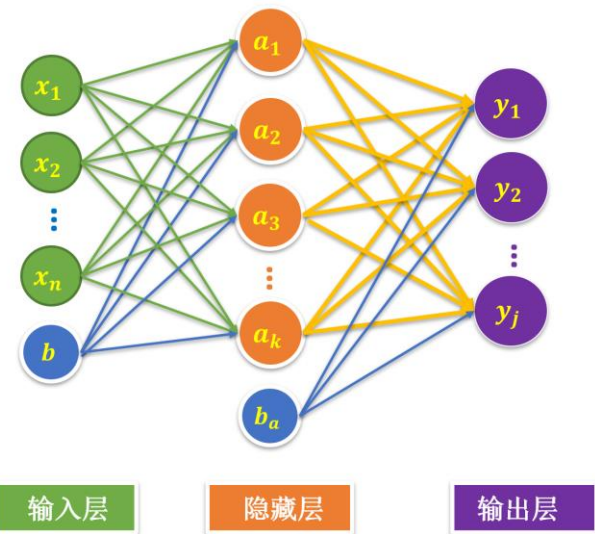 x₁
x₂
⋮
xₙ
b
a₁
a₂
a₃
⋮
aₖ
bₐ
y₁
y₂
⋮
yⱼ
输入层
隐藏层
输出层